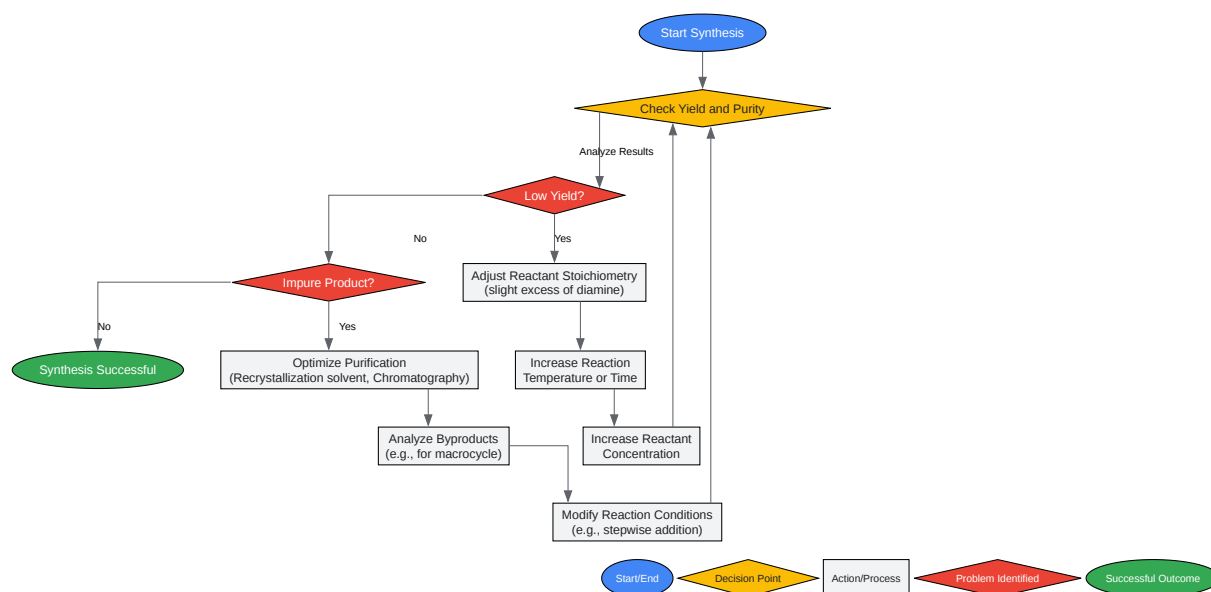 Start Synthesis
Check Yield and Purity
Analyze Results
Low Yield?
No
Yes
Adjust Reactant Stoichiometry
(slight excess of diamine)
Impure Product?
No
Yes
Synthesis Successful
Optimize Purification
(Recrystallization solvent, Chromatography)
Increase Reaction
Temperature or Time
Analyze Byproducts
(e.g., for macrocycle)
Increase Reactant
Concentration
Modify Reaction Conditions
(e.g., stepwise addition)
Start/End
Decision Point
Action/Process
Problem Identified
Successful Outcome